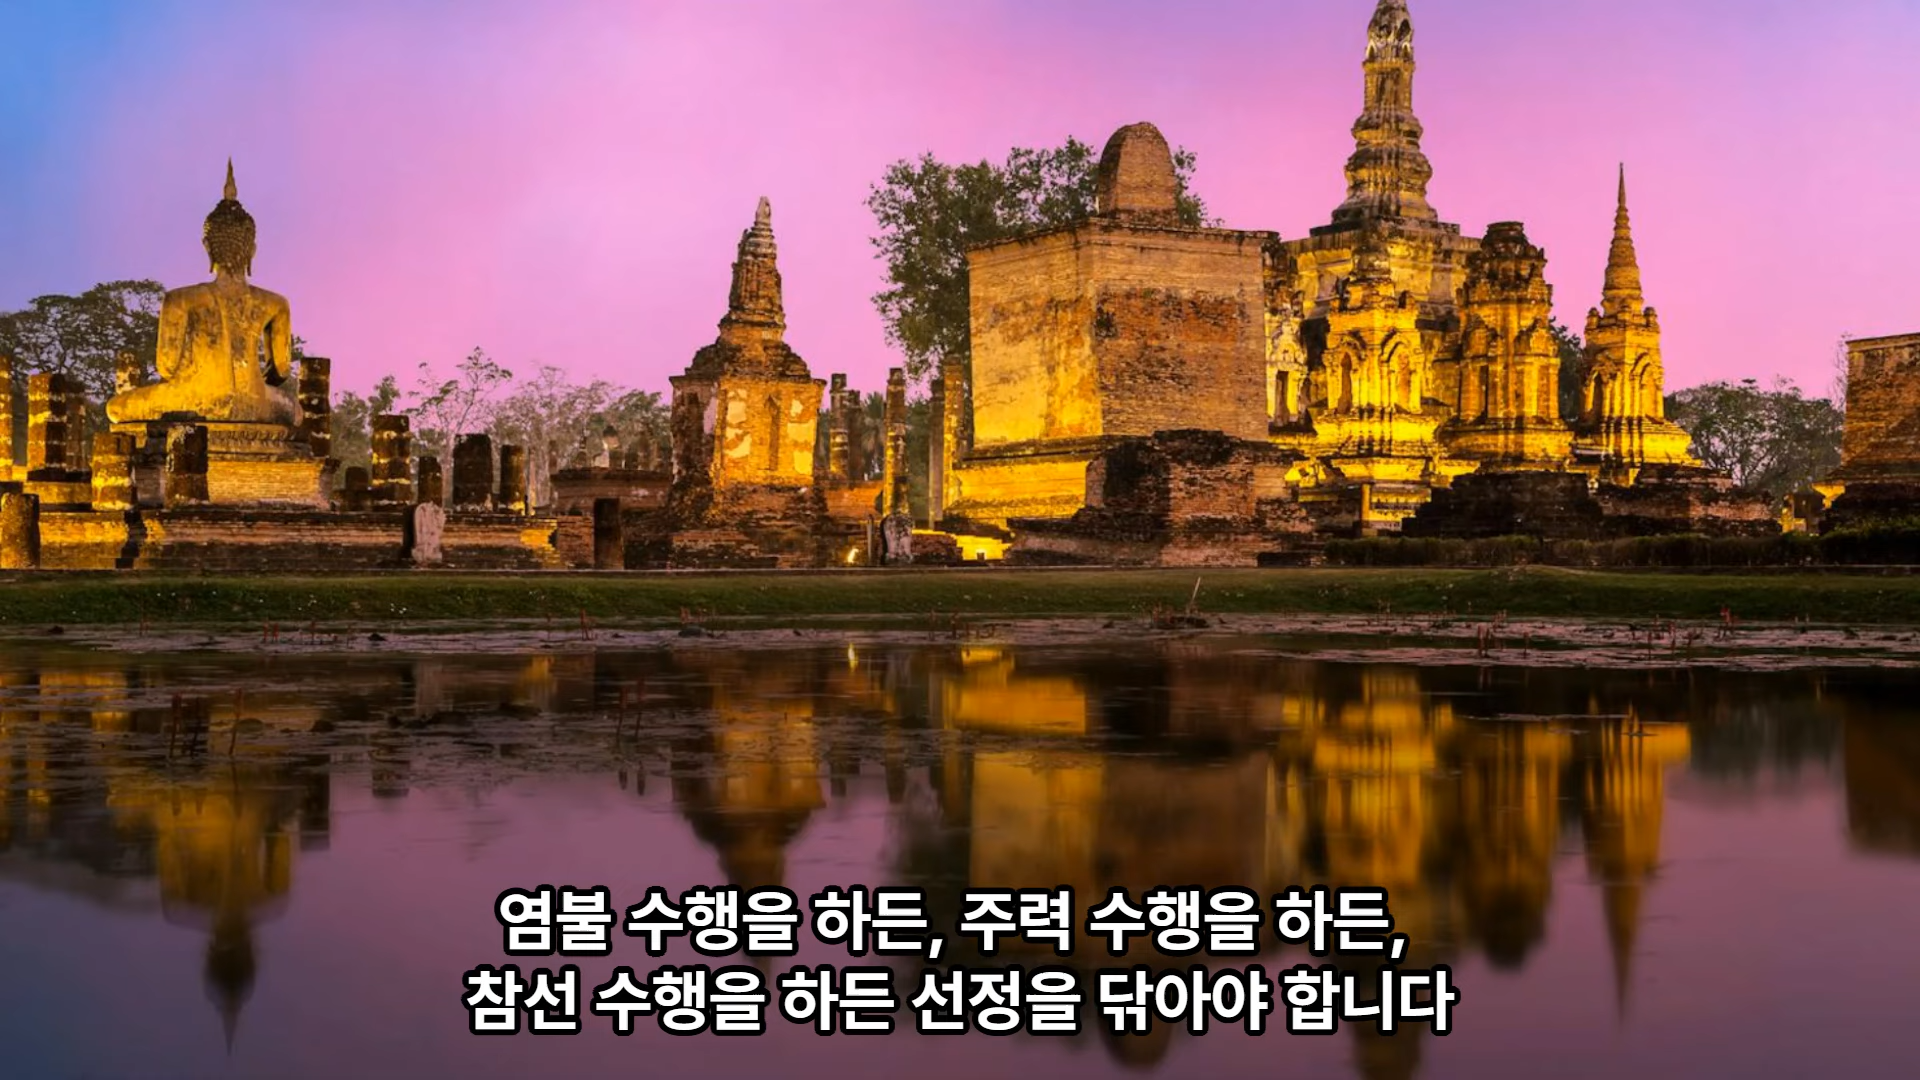 염불 수행을 하든, 주력 수행을 하든,
참선 수행을 하든 선정을 닦아야 합니다